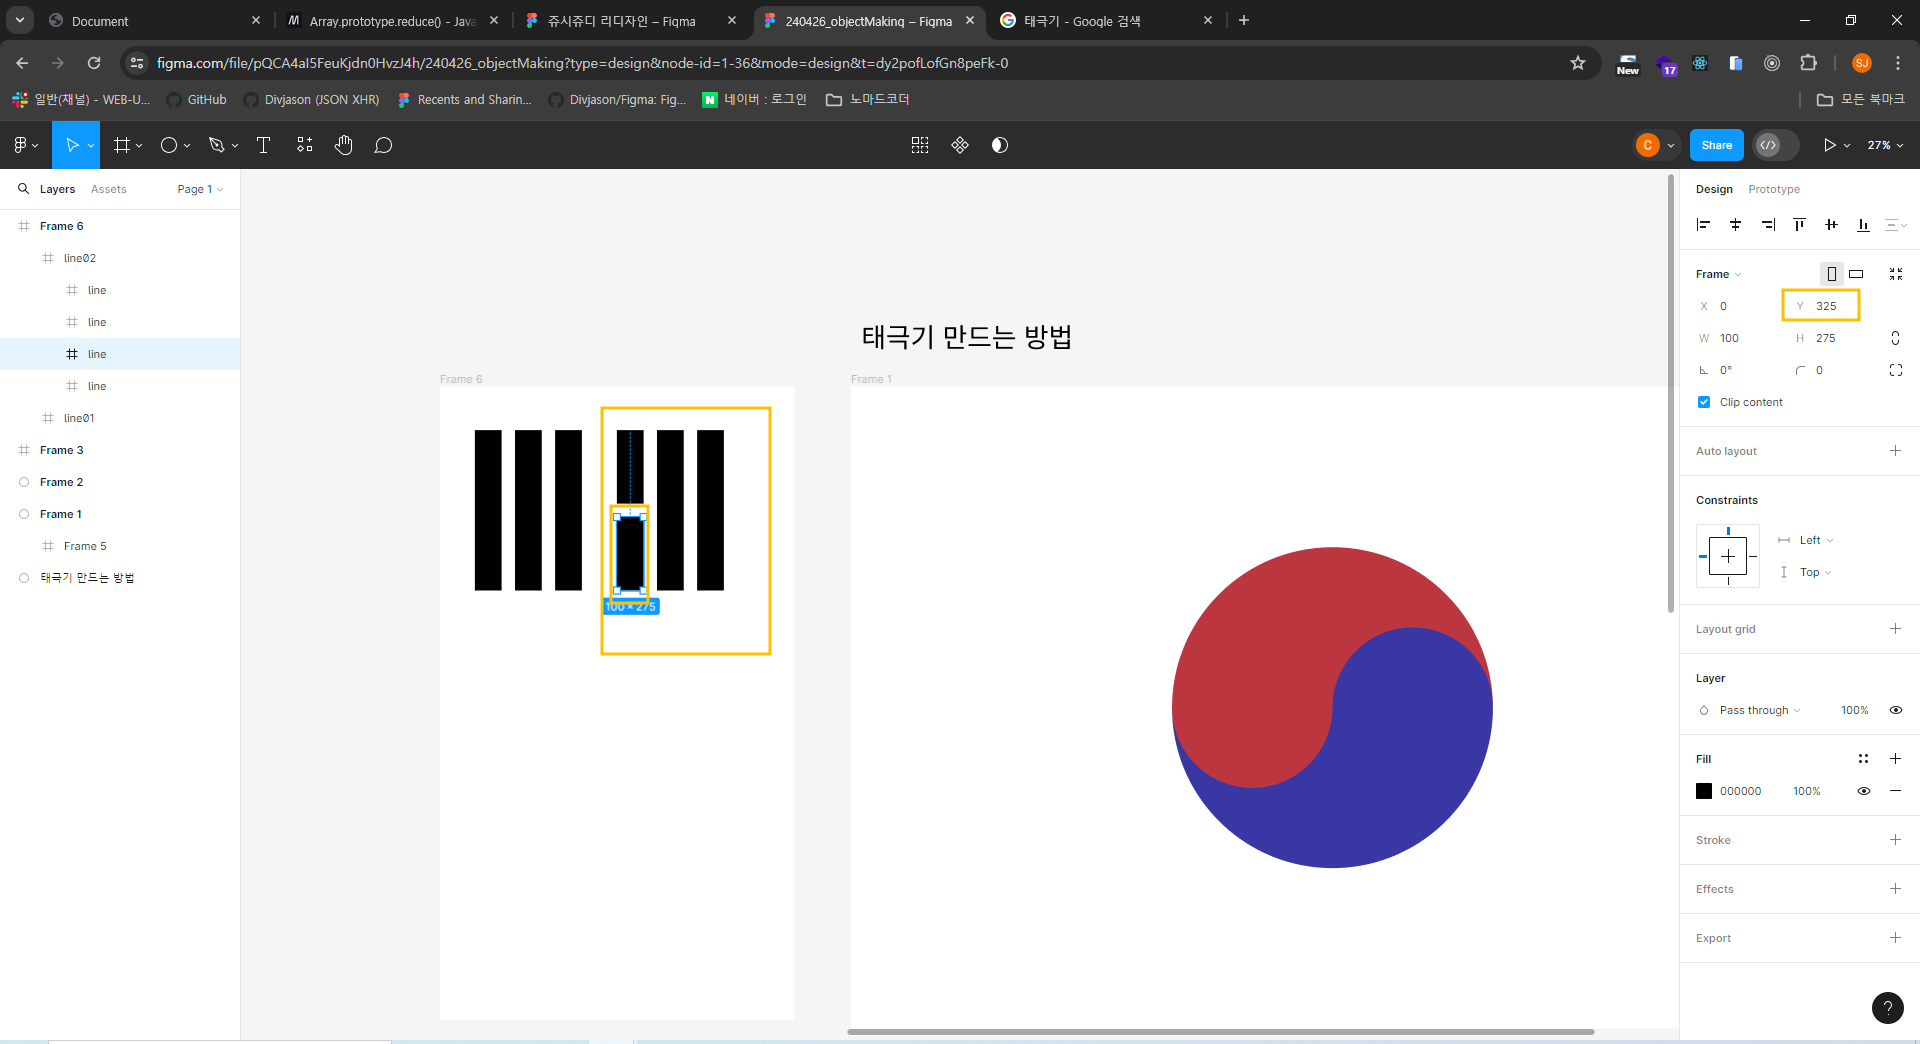 Document
Array.prototype.reduce() - Java
쥬시쥬디 리디자인 – Figma
240426_objectMaking – Figma
태극기 - Google 검색
figma.com/file/pQCA4aI5FeuKjdn0HvzJ4h/240426_objectMaking?type=design&node-id=1-36&mode=design&t=dy2pofLofGn8peFk-0
New
17
SJ
일반(채널) - WEB-U...
GitHub
Divjason (JSON XHR)
Recents and Sharin...
Divjason/Figma: Fig...
네이버 : 로그인
노마드코더
모든 북마크
C
Share
27%
Layers
Assets
Page 1
Frame 6
line02
line
line
line
line
line01
Frame 3
Frame 2
Frame 1
Frame 5
태극기 만드는 방법
태극기 만드는 방법
Frame 6
Frame 1
100 × 275
Design
Prototype
Frame
X 0
Y 325
W 100
H 275
0°
0
Clip content
Auto layout
Constraints
Left
Top
Layout grid
Layer
Pass through
100%
Fill
000000
100%
Stroke
Effects
Export
?